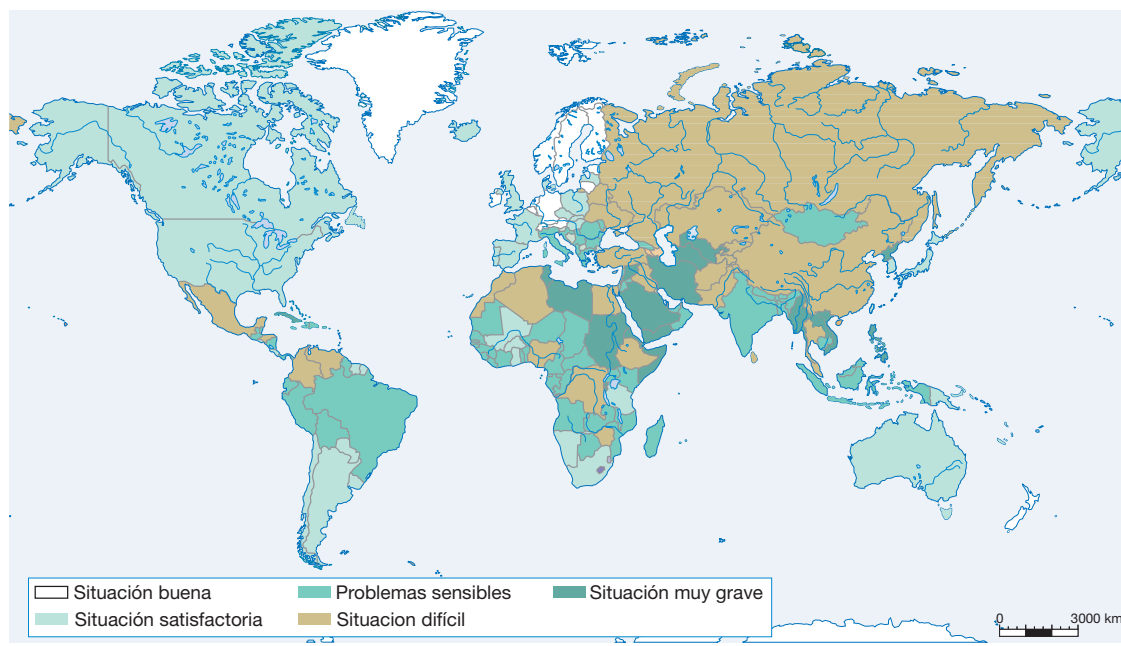 Situación buena
Problemas sensibles
Situación muy grave
Situación satisfactoria
Situacion difícil
0
3000 km